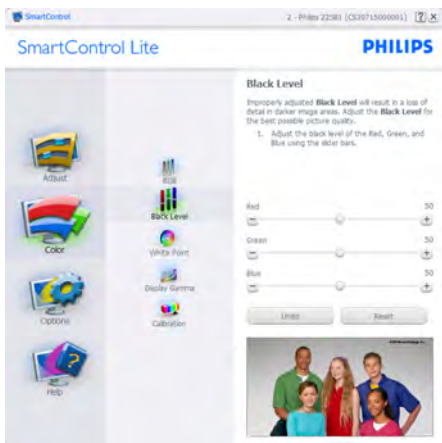 SmartControl
2 - Philips 225B1 (CS30715000001)
SmartControl Lite
PHILIPS
Black Level
Improperly adjusted Black Level will result in a loss of
detail in darker image areas. Adjust the Black Level for
the best possible picture quality.
1. Adjust the black level of the Red, Green, and
Blue using the slider bars.
Adjust
Color
Options
Help
RGB
Black Level
White Point
Display Gamma
Calibration
Red 50
Green 50
Blue 50
Undo Reset